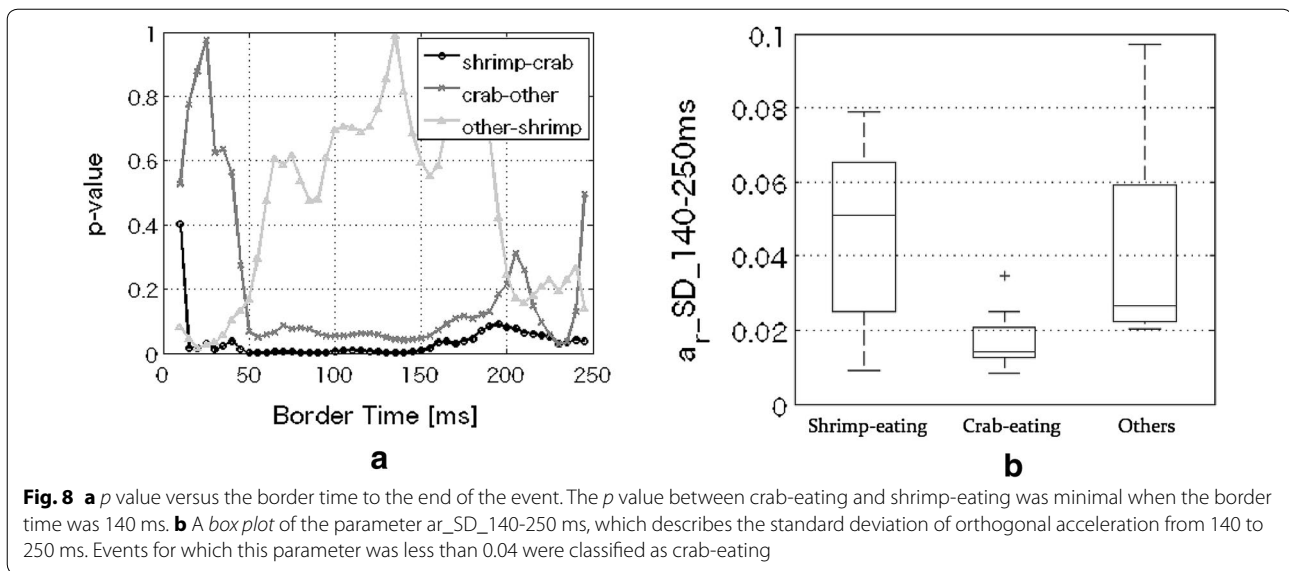 1
0.8
0.6
0.4
0.2
0
p-value
shrimp-crab
crab-other
other-shrimp
0 50 100 150 200 250
Border Time [ms]
a
0.1
0.08
0.06
0.04
0.02
0
a_r_SD_140-250ms
Shrimp-eating Crab-eating Others
b
Fig. 8 a p value versus the border time to the end of the event. The p value between crab-eating and shrimp-eating was minimal when the border
time was 140 ms. b A box plot of the parameter ar_SD_140-250 ms, which describes the standard deviation of orthogonal acceleration from 140 to
250 ms. Events for which this parameter was less than 0.04 were classified as crab-eating